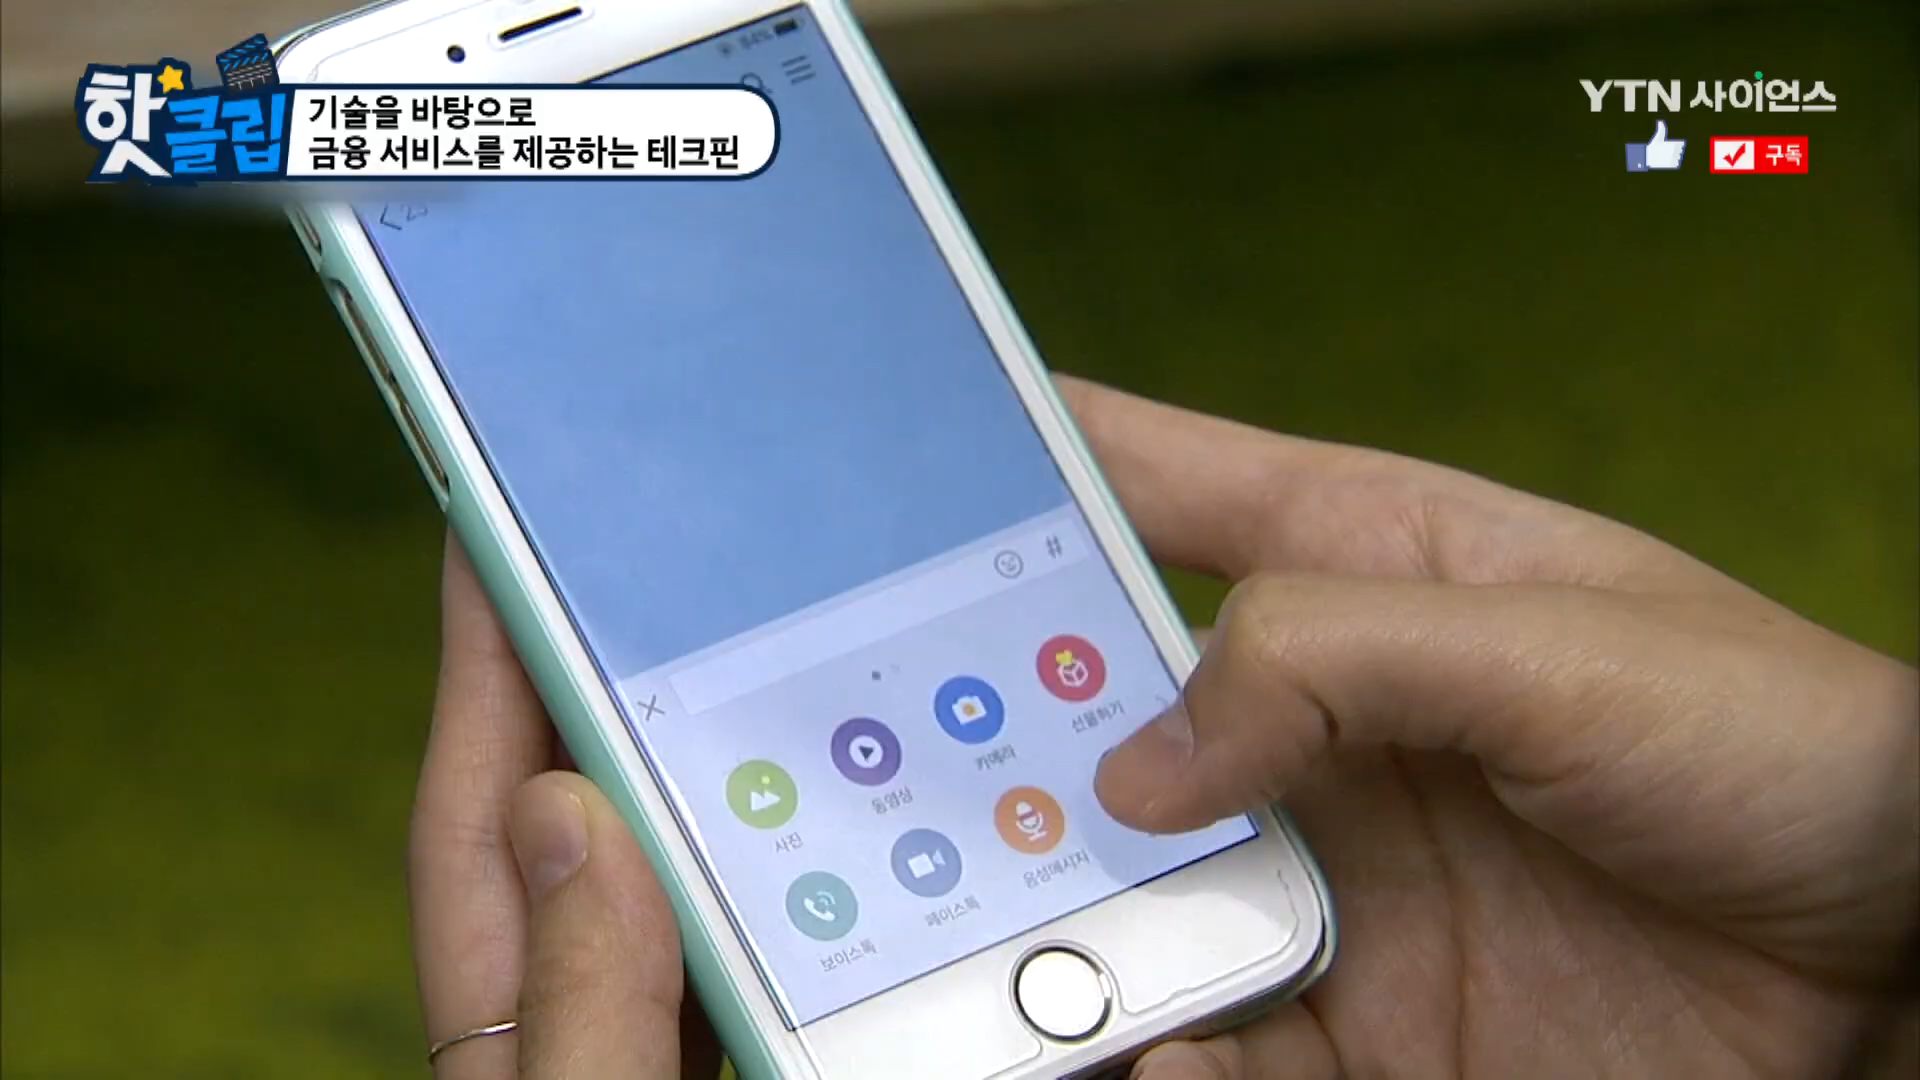 핫클립
기술을 바탕으로
금융 서비스를 제공하는 테크핀
YTN 사이언스
구독
84%
#
선물하기
카메라
동영상
사진
음성메시지
페이스톡
보이스톡